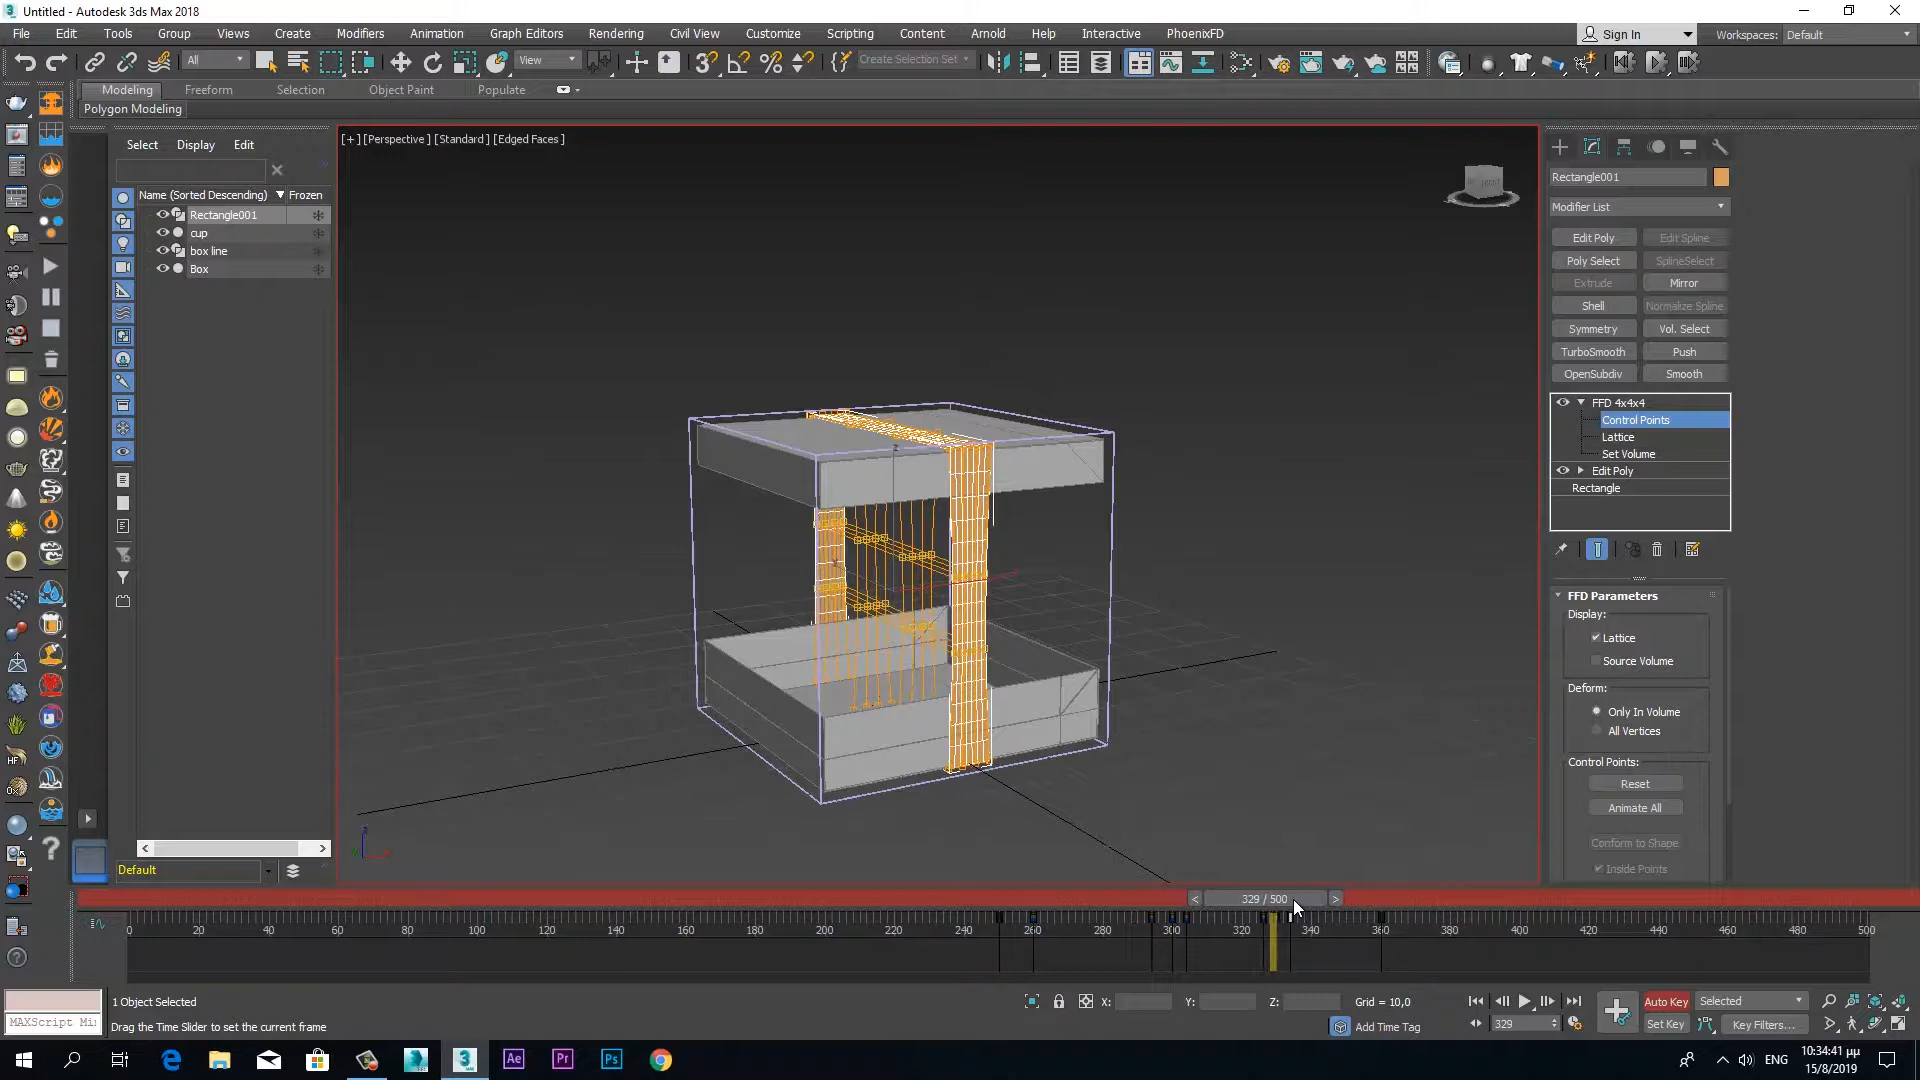 Untitled - Autodesk 3ds Max 2018
File Edit Tools Group Views Create Modifiers Animation Graph Editors Rendering Civil View Customize Scripting Content Arnold Help Interactive PhoenixFD
Sign In Workspaces: Default
All View Create Selection Set
Modeling Freeform Selection Object Paint Populate
Polygon Modeling
Select Display Edit
[+] [Perspective] [Standard] [Edged Faces]
Name (Sorted Descending) Frozen
Rectangle001
cup
box line
Box
Rectangle001
Modifier List
Edit Poly Edit Spline
Poly Select SplineSelect
Extrude Mirror
Shell Normalize Spline
Symmetry Vol. Select
TurboSmooth Push
OpenSubdiv Smooth
FFD 4x4x4
Control Points
Lattice
Set Volume
Edit Poly
Rectangle
FFD Parameters
Display:
Lattice
Source Volume
Deform:
Only In Volume
All Vertices
Control Points:
Reset
Animate All
Conform to Shape
Inside Points
Default
329 / 500
0 20 40 60 80 100 120 140 160 180 200 220 240 260 280 300 320 340 360 380 400 420 440 460 480 500
1 Object Selected X: Y: Z: Grid = 10,0 Auto Key Selected
MAXScript Mi
Drag the Time Slider to set the current frame Add Time Tag 329 Set Key Key Filters...
Ae Pr Ps ENG 10:34:41 μμ
15/8/2019